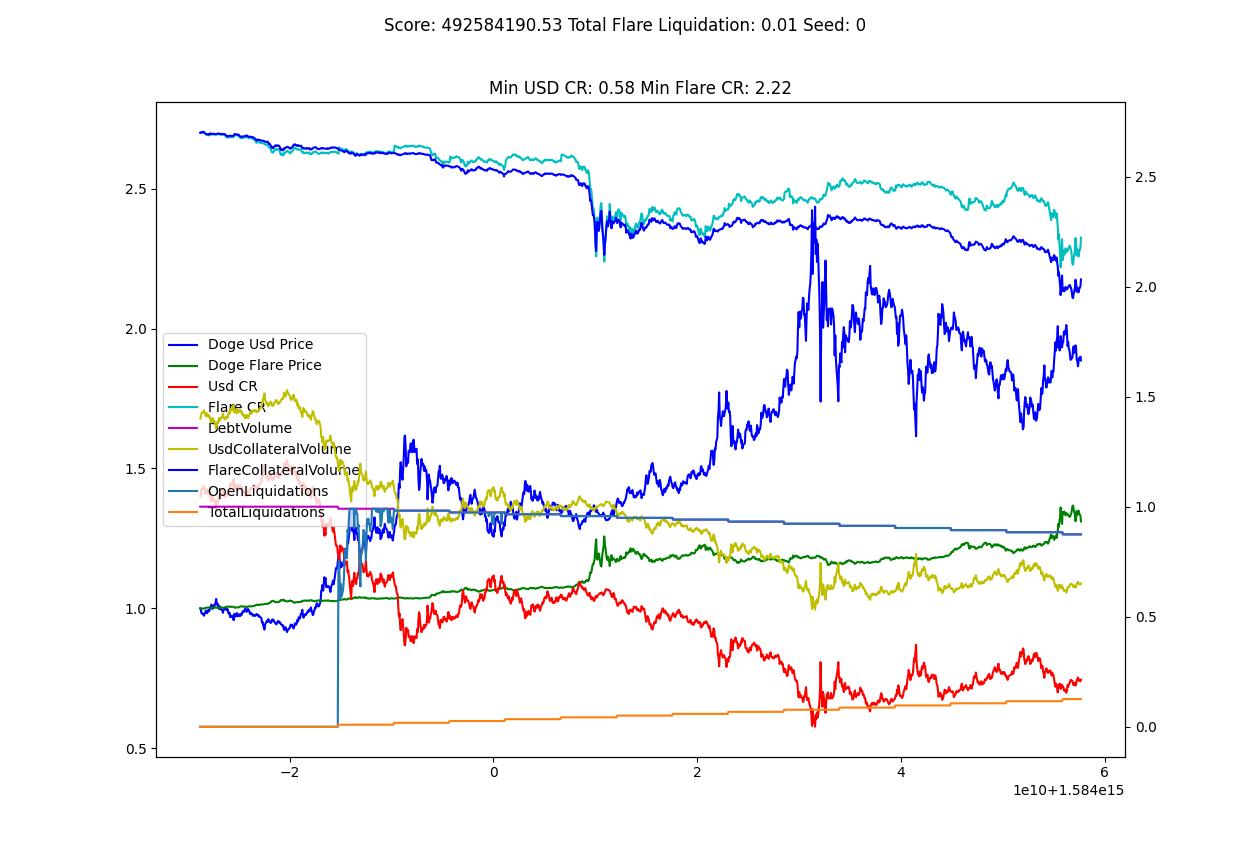 Score: 492584190.53 Total Flare Liquidation: 0.01 Seed: 0
Min USD CR: 0.58 Min Flare CR: 2.22
2.5
2.0
1.5
1.0
0.5
Doge Usd Price
Doge Flare Price
Usd CR
Flare CR
DebtVolume
UsdCollateralVolume
FlareCollateralVolume
OpenLiquidations
TotalLiquidations
2.5
2.0
1.5
1.0
0.5
0.0
−2
0
2
4
6
1e10+1.584e15